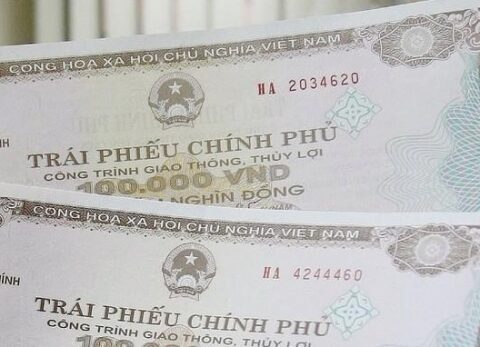 CỘNG HÒA XÃ HỘI CHỦ NGHĨA VIỆT NAM
HA 2034620
TRÁI PHIẾU CHÍNH PHỦ
CÔNG TRÌNH GIAO THÔNG, THỦY LỢI
100.000 VND
NGHÌN ĐỒNG
CỘNG HÒA XÃ HỘI CHỦ NGHĨA VIỆT NAM
HA 4244460
TRÁI PHIẾU CHÍNH PHỦ
CÔNG TRÌNH GIAO THÔNG, THỦY LỢI